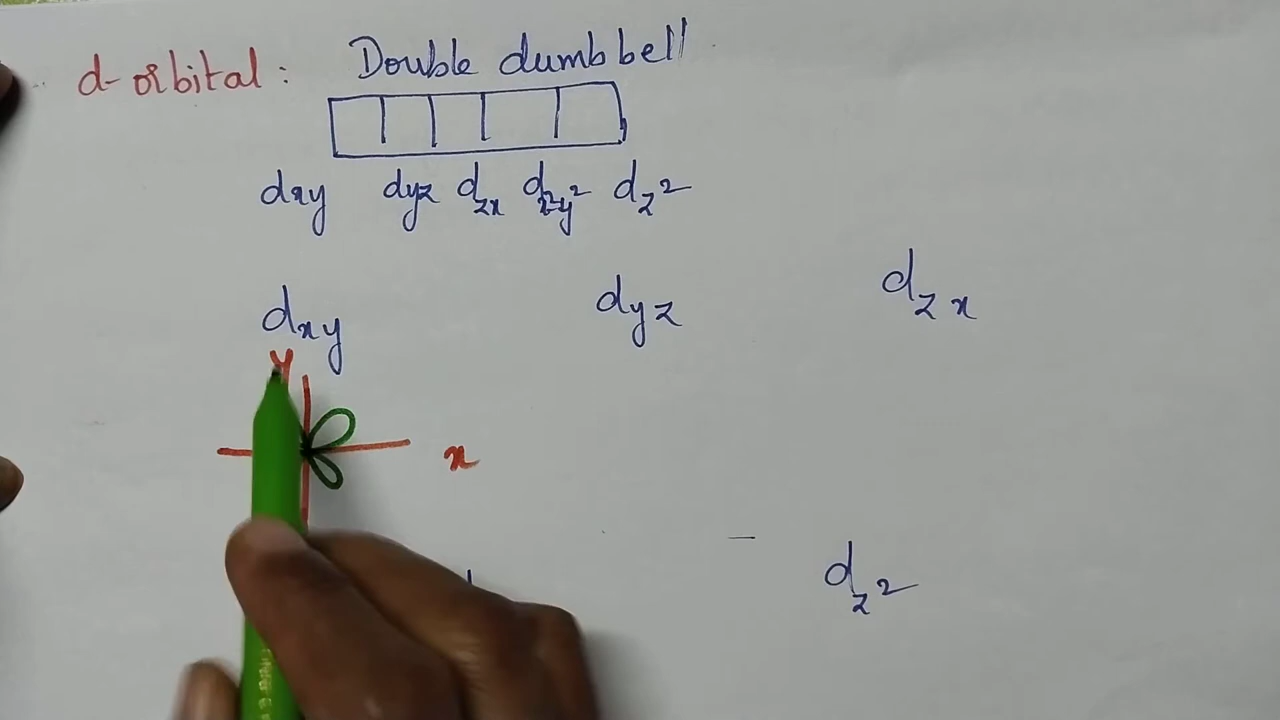 d-orbital: Double dumbbell
dxy dyz dzx dx²-y² dz²
dxy dyz dzx
y
x
dz²